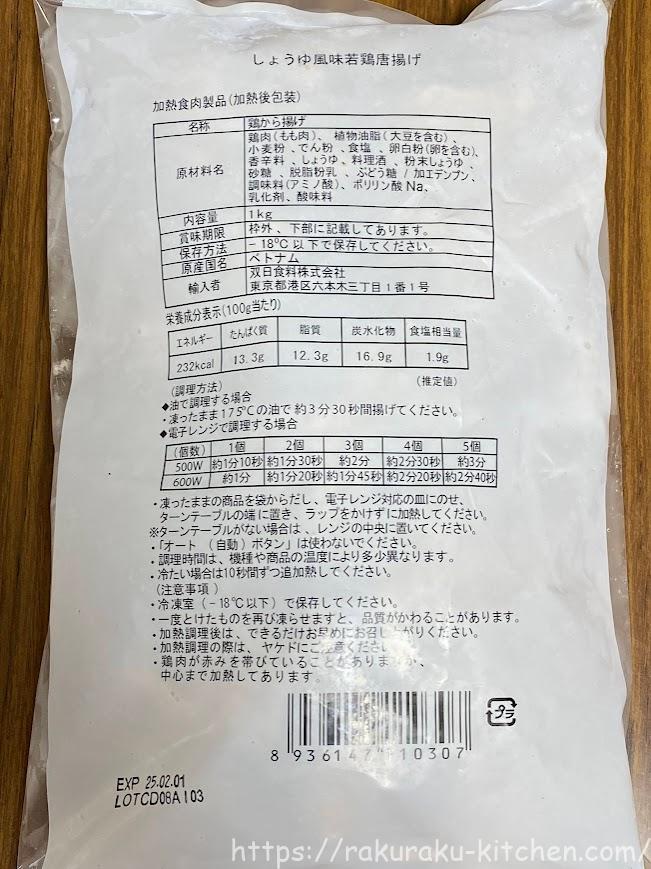 しょうゆ風味若鶏唐揚げ
加熱食肉製品(加熱後包装)
名称 鶏から揚げ
原材料名 鶏肉(もも肉)、植物油脂(大豆を含む)、
小麦粉、でん粉、食塩、卵白粉(卵を含む)、
香辛料、しょうゆ、料理酒、粉末しょうゆ、
砂糖、脱脂粉乳、ぶどう糖/加工デンプン、
調味料(アミノ酸)、ポリリン酸Na、
乳化剤、酸味料
内容量 1kg
賞味期限 枠外、下部に記載してあります。
保存方法 -18℃以下で保存してください。
原産国名 ベトナム
輸入者 双日食料株式会社
東京都港区六本木三丁目1番1号
栄養成分表示(100g当たり)
エネルギー たんぱく質 脂質 炭水化物 食塩相当量
232kcal 13.3g 12.3g 16.9g 1.9g
(推定値)
(調理方法)
◆油で調理する場合
・凍ったまま175℃の油で約3分30秒間揚げてください。
◆電子レンジで調理する場合
(個数) 1個 2個 3個 4個 5個
500W 約1分10秒 約1分30秒 約2分 約2分30秒 約3分
600W 約1分 約1分20秒 約1分45秒 約2分20秒 約2分40秒
・凍ったままの商品を袋からだし、電子レンジ対応の皿にのせ、
ターンテーブルの端に置き、ラップをかけずに加熱してください。
※ターンテーブルがない場合は、レンジの中央に置いてください。
・「オート(自動)ボタン」は使わないでください。
・調理時間は、機種や商品の温度により多少異なります。
・冷たい場合は10秒間ずつ追加熱してください。
(注意事項)
・冷凍室(-18℃以下)で保存してください。
・一度とけたものを再び凍らせますと、品質がかわることがあります。
・加熱調理後は、できるだけお早めにお召し上がりください。
・加熱調理の際は、ヤケドにご注意ください
・鶏肉が赤みを帯びていることがありますが、
中心まで加熱してあります。
プラ
8 936147 110307
EXP 25.02.01
LOTCD08A103
https://rakuraku-kitchen.com/